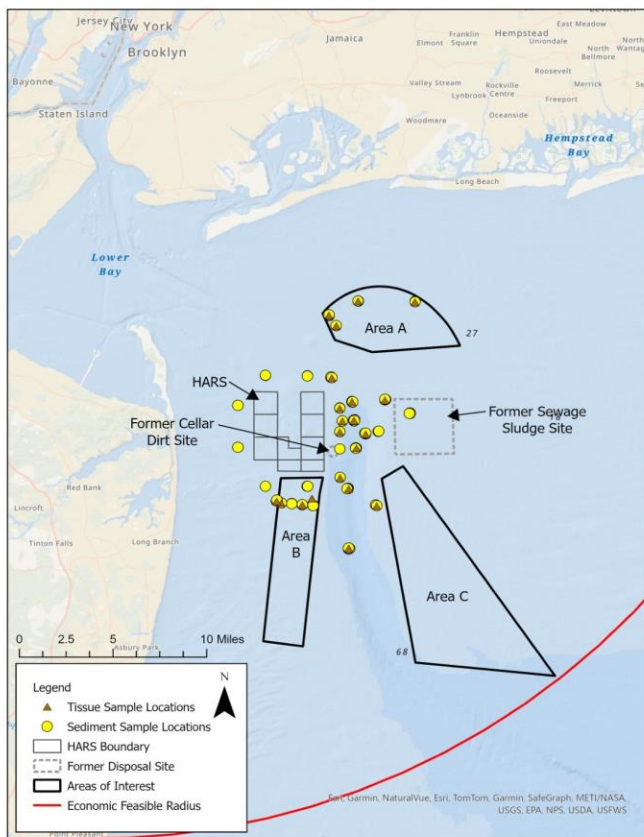 Jersey City
New York
Brooklyn
Jamaica
Franklin
Square
Hempstead
East Meadow
Elmont
Uniondale
North
Wantag
North
Bellmore
Bayonne
Roosevelt
Valley Stream
Rockville
Centre
Merrick
Lynbrook
Freeport
Staten Island
Oceanside
Woodmere
Hempstead
Bay
Long Beach
Lower
Bay
Area A
27
HARS
Former Cellar
Dirt Site
Former Sewage
Sludge Site
Red Bank
Lincroft
Tinton Falls
Long Branch
Area
B
Area C
68
Asbury Park
0 2.5 5 10 Miles
N
Legend
Tissue Sample Locations
Sediment Sample Locations
HARS Boundary
Former Disposal Site
Areas of Interest
Economic Feasible Radius
Esri, Garmin, NaturalVue, Esri, TomTom, Garmin, SafeGraph, METI/NASA,
USGS, EPA, NPS, USDA, USFWS
Point Pleasant